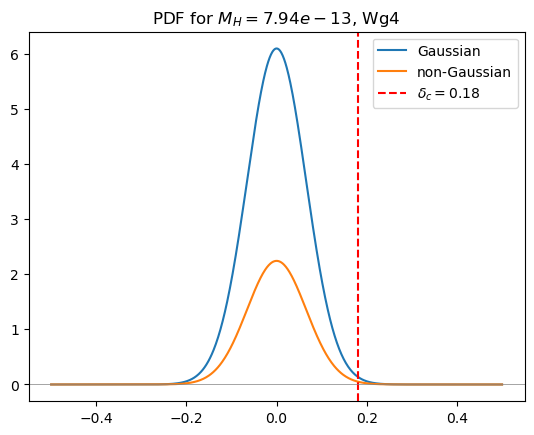 PDF for $M_H = 7.94e-13$, Wg4
Gaussian
non-Gaussian
$\delta_c = 0.18$
6
5
4
3
2
1
0
−0.4 −0.2 0.0 0.2 0.4